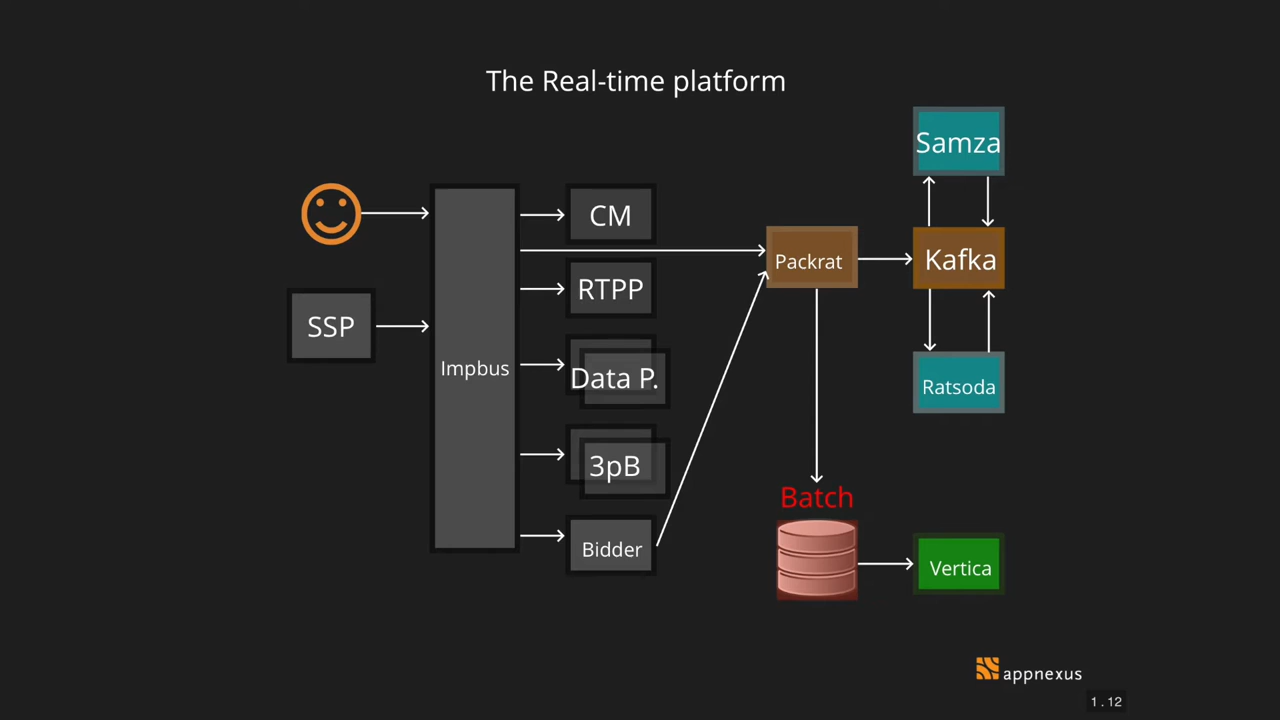 The Real-time platform
Samza
CM
Packrat
Kafka
RTPP
SSP
Impbus
Data P.
Ratsoda
3pB
Batch
Bidder
Vertica
appnexus
1.12